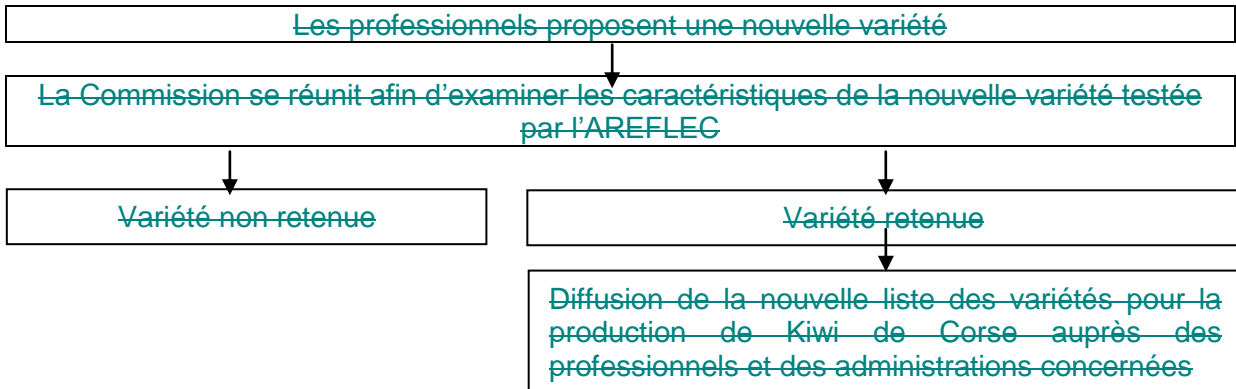 Les professionnels proposent une nouvelle variété
La Commission se réunit afin d'examiner les caractéristiques de la nouvelle variété testée
par l'AREFLEC
Variété non retenue
Variété retenue
Diffusion de la nouvelle liste des variétés pour la
production de Kiwi de Corse auprès des
professionnels et des administrations concernées